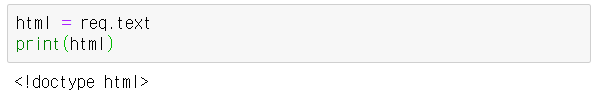 html = req.text
print(html)
<!doctype html>